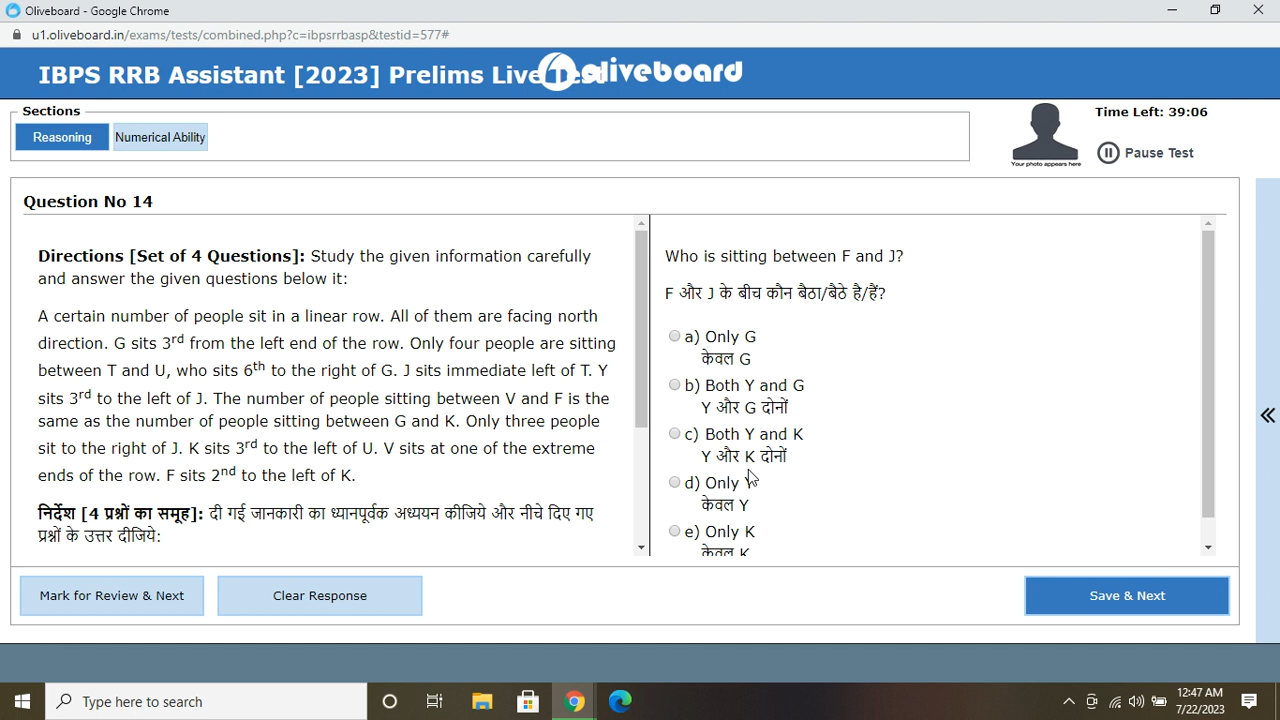 Oliveboard - Google Chrome
u1.oliveboard.in/exams/tests/combined.php?c=ibpsrrbasp&testid=577#
IBPS RRB Assistant [2023] Prelims Live
oliveboard
Sections
Reasoning
Numerical Ability
Your photo appears here
Time Left: 39:06
Pause Test
Question No 14
Directions [Set of 4 Questions]: Study the given information carefully
and answer the given questions below it:
A certain number of people sit in a linear row. All of them are facing north
direction. G sits 3rd from the left end of the row. Only four people are sitting
between T and U, who sits 6th to the right of G. J sits immediate left of T. Y
sits 3rd to the left of J. The number of people sitting between V and F is the
same as the number of people sitting between G and K. Only three people
sit to the right of J. K sits 3rd to the left of U. V sits at one of the extreme
ends of the row. F sits 2nd to the left of K.
निर्देश [4 प्रश्नों का समूह]: दी गई जानकारी का ध्यानपूर्वक अध्ययन कीजिये और नीचे दिए गए
प्रश्नों के उत्तर दीजिये:
Who is sitting between F and J?
F और J के बीच कौन बैठा/बैठे है/हैं?
a) Only G
केवल G
b) Both Y and G
Y और G दोनों
c) Both Y and K
Y और K दोनों
d) Only Y
केवल Y
e) Only K
केवल K
Mark for Review & Next
Clear Response
Save & Next
Type here to search
12:47 AM
7/22/2023